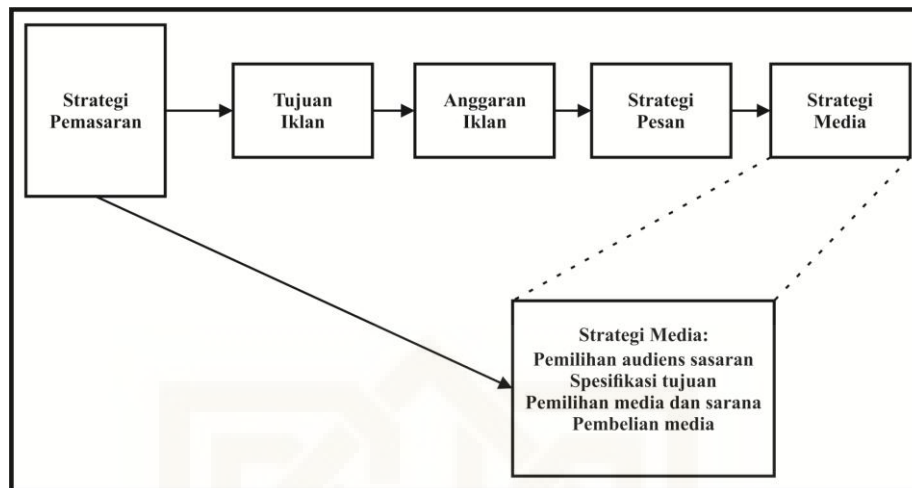 Strategi
Pemasaran
Tujuan
Iklan
Anggaran
Iklan
Strategi
Pesan
Strategi
Media
Strategi Media:
Pemilihan audiens sasaran
Spesifikasi tujuan
Pemilihan media dan sarana
Pembelian media